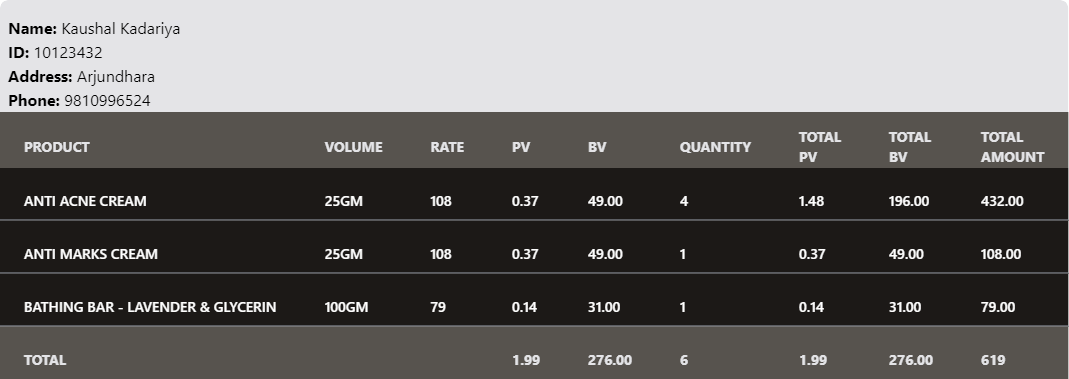 Name: Kaushal Kadariya
ID: 10123432
Address: Arjundhara
Phone: 9810996524
PRODUCT VOLUME RATE PV BV QUANTITY TOTAL PV TOTAL BV TOTAL AMOUNT
ANTI ACNE CREAM 25GM 108 0.37 49.00 4 1.48 196.00 432.00
ANTI MARKS CREAM 25GM 108 0.37 49.00 1 0.37 49.00 108.00
BATHING BAR - LAVENDER & GLYCERIN 100GM 79 0.14 31.00 1 0.14 31.00 79.00
TOTAL 1.99 276.00 6 1.99 276.00 619